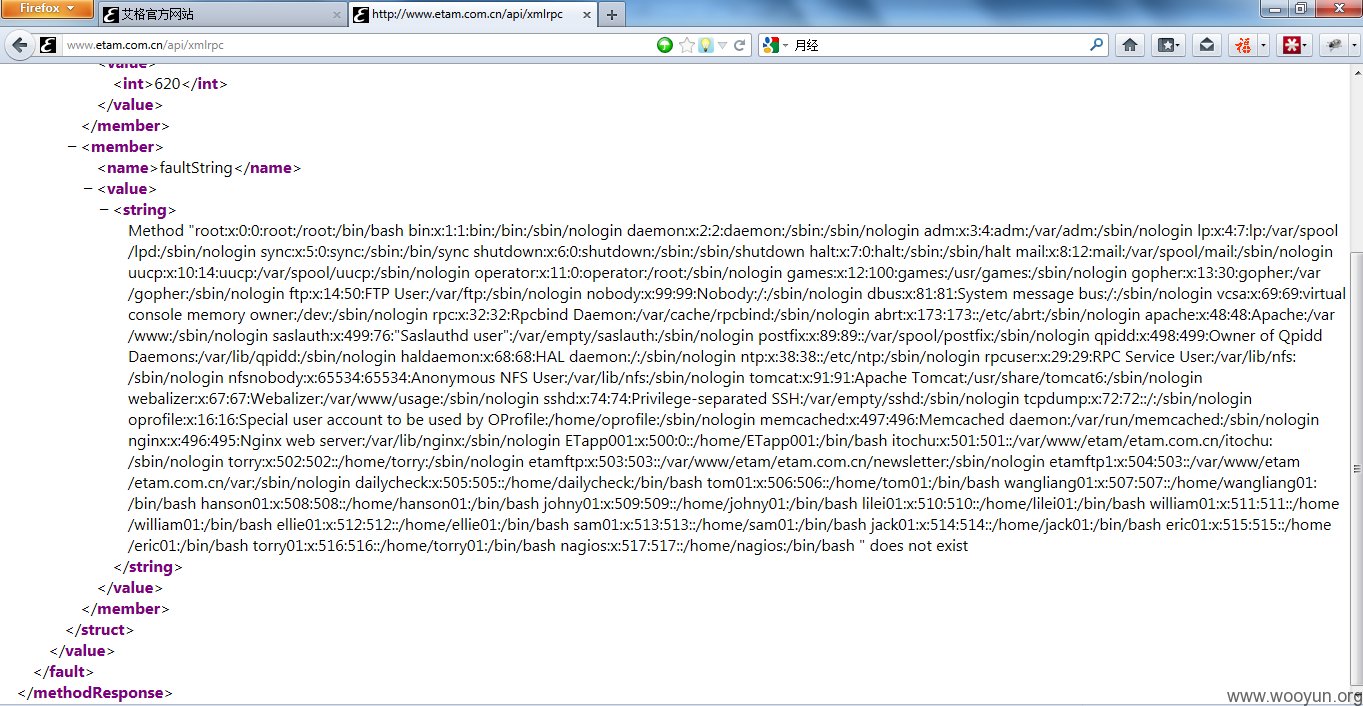 Firefox
艾格官方网站
http://www.etam.com.cn/api/xmlrpc
www.etam.com.cn/api/xmlrpc
月经
<value>
<int>620</int>
</value>
</member>
− <member>
<name>faultString</name>
− <value>
− <string>
Method "root:x:0:0:root:/root:/bin/bash bin:x:1:1:bin:/bin:/sbin/nologin daemon:x:2:2:daemon:/sbin:/sbin/nologin adm:x:3:4:adm:/var/adm:/sbin/nologin lp:x:4:7:lp:/var/spool
/lpd:/sbin/nologin sync:x:5:0:sync:/sbin:/bin/sync shutdown:x:6:0:shutdown:/sbin:/sbin/shutdown halt:x:7:0:halt:/sbin:/sbin/halt mail:x:8:12:mail:/var/spool/mail:/sbin/nologin
uucp:x:10:14:uucp:/var/spool/uucp:/sbin/nologin operator:x:11:0:operator:/root:/sbin/nologin games:x:12:100:games:/usr/games:/sbin/nologin gopher:x:13:30:gopher:/var
/gopher:/sbin/nologin ftp:x:14:50:FTP User:/var/ftp:/sbin/nologin nobody:x:99:99:Nobody:/:/sbin/nologin dbus:x:81:81:System message bus:/:/sbin/nologin vcsa:x:69:69:virtual
console memory owner:/dev:/sbin/nologin rpc:x:32:32:Rpcbind Daemon:/var/cache/rpcbind:/sbin/nologin abrt:x:173:173::/etc/abrt:/sbin/nologin apache:x:48:48:Apache:/var
/www:/sbin/nologin saslauth:x:499:76:"Saslauthd user":/var/empty/saslauth:/sbin/nologin postfix:x:89:89::/var/spool/postfix:/sbin/nologin qpidd:x:498:499:Owner of Qpidd
Daemons:/var/lib/qpidd:/sbin/nologin haldaemon:x:68:68:HAL daemon:/:/sbin/nologin ntp:x:38:38::/etc/ntp:/sbin/nologin rpcuser:x:29:29:RPC Service User:/var/lib/nfs:
/sbin/nologin nfsnobody:x:65534:65534:Anonymous NFS User:/var/lib/nfs:/sbin/nologin tomcat:x:91:91:Apache Tomcat:/usr/share/tomcat6:/sbin/nologin
webalizer:x:67:67:Webalizer:/var/www/usage:/sbin/nologin sshd:x:74:74:Privilege-separated SSH:/var/empty/sshd:/sbin/nologin tcpdump:x:72:72::/:/sbin/nologin
oprofile:x:16:16:Special user account to be used by OProfile:/home/oprofile:/sbin/nologin memcached:x:497:496:Memcached daemon:/var/run/memcached:/sbin/nologin
nginx:x:496:495:Nginx web server:/var/lib/nginx:/sbin/nologin ETapp001:x:500:0::/home/ETapp001:/bin/bash itochu:x:501:501::/var/www/etam/etam.com.cn/itochu:
/sbin/nologin torry:x:502:502::/home/torry:/sbin/nologin etamftp:x:503:503::/var/www/etam/etam.com.cn/newsletter:/sbin/nologin etamftp1:x:504:503::/var/www/etam
/etam.com.cn/var:/sbin/nologin dailycheck:x:505:505::/home/dailycheck:/bin/bash tom01:x:506:506::/home/tom01:/bin/bash wangliang01:x:507:507::/home/wangliang01:
/bin/bash hanson01:x:508:508::/home/hanson01:/bin/bash johny01:x:509:509::/home/johny01:/bin/bash lilei01:x:510:510::/home/lilei01:/bin/bash william01:x:511:511::/home
/william01:/bin/bash ellie01:x:512:512::/home/ellie01:/bin/bash sam01:x:513:513::/home/sam01:/bin/bash jack01:x:514:514::/home/jack01:/bin/bash eric01:x:515:515::/home
/eric01:/bin/bash torry01:x:516:516::/home/torry01:/bin/bash nagios:x:517:517::/home/nagios:/bin/bash " does not exist
</string>
</value>
</member>
</struct>
</value>
</fault>
</methodResponse>
www.wooyun.org